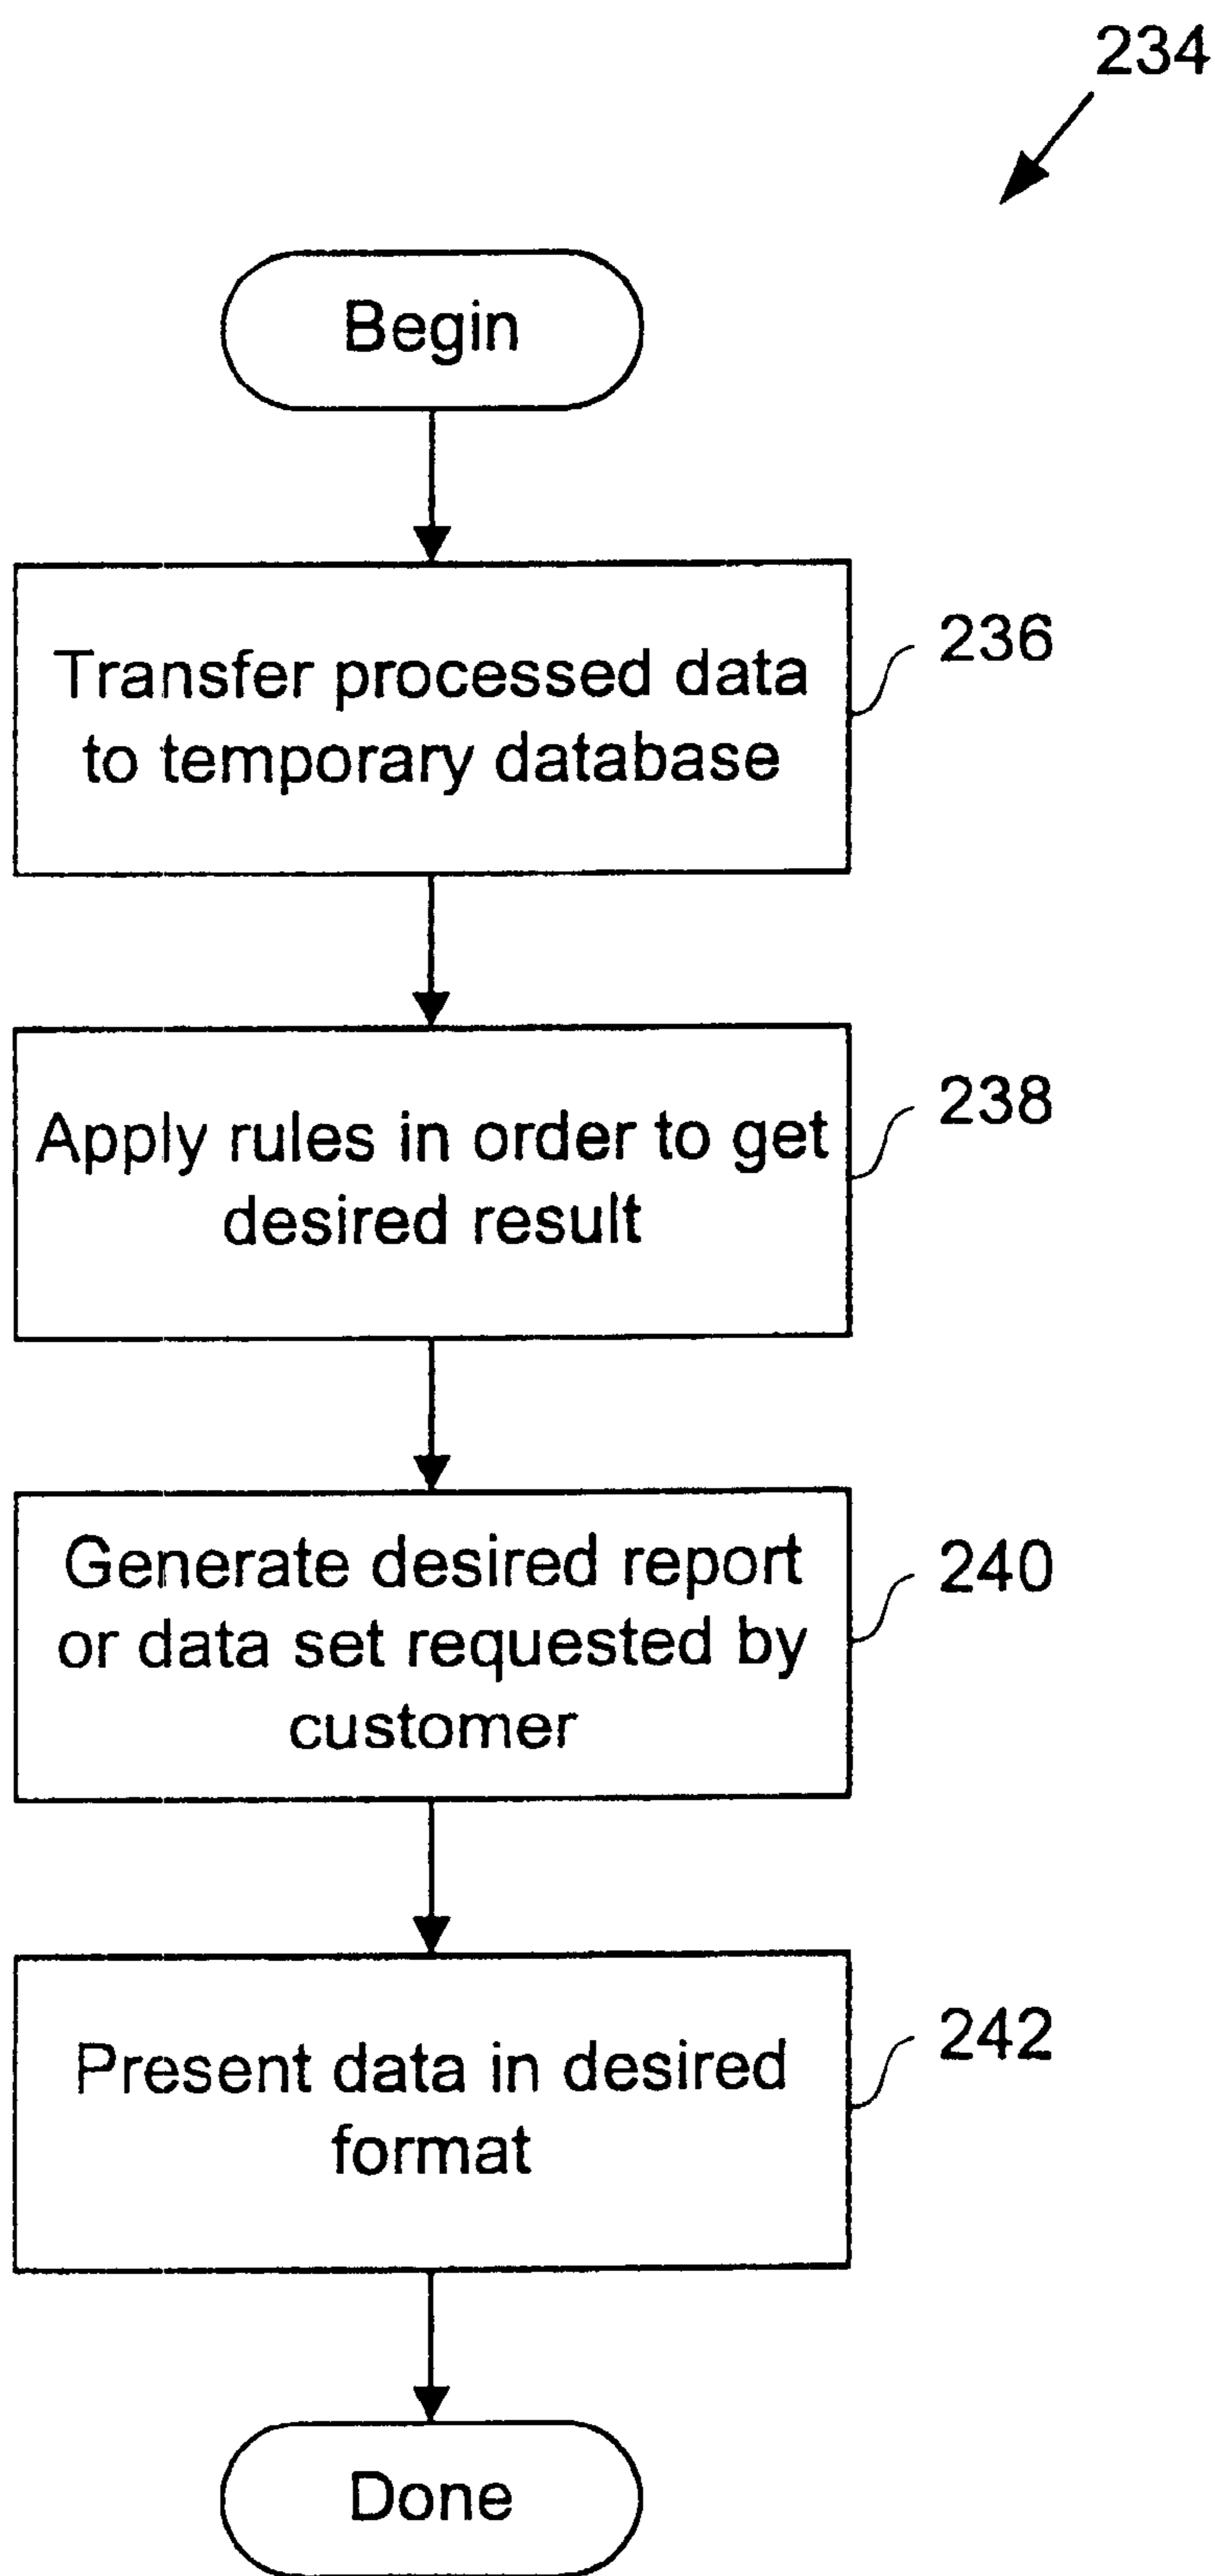 234
Begin
Transfer processed data
to temporary database
236
Apply rules in order to get
desired result
238
Generate desired report
or data set requested by
customer
240
Present data in desired
format
242
Done